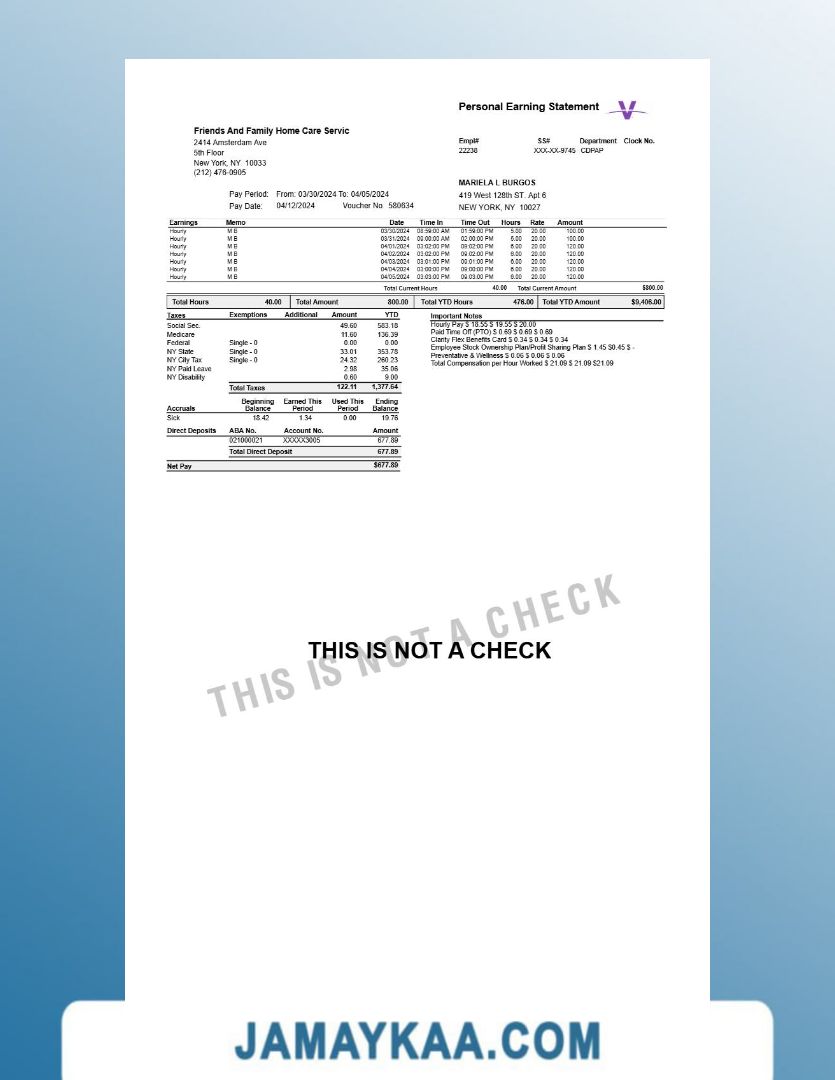 Personal Earning Statement
Friends And Family Home Care Servic
2414 Amsterdam Ave
5th Floor
New York, NY 10033
(212) 476-0905
Empl# SS# Department Clock No.
22238 XXX-XX-9745 CDPAP
MARIELA L BURGOS
419 West 128th ST. Apt 6
NEW YORK, NY 10027
Pay Period: From: 03/30/2024 To: 04/05/2024
Pay Date: 04/12/2024 Voucher No 580634
Earnings Memo Date Time In Time Out Hours Rate Amount
Hourly M B 03/30/2024 08:59:00 AM 01:59:00 PM 5.00 20.00 100.00
Hourly M B 03/31/2024 09:00:00 AM 02:00:00 PM 5.00 20.00 100.00
Hourly M B 04/01/2024 03:02:00 PM 09:02:00 PM 6.00 20.00 120.00
Hourly M B 04/02/2024 03:02:00 PM 09:02:00 PM 6.00 20.00 120.00
Hourly M B 04/03/2024 03:01:00 PM 09:01:00 PM 6.00 20.00 120.00
Hourly M B 04/04/2024 03:00:00 PM 09:00:00 PM 6.00 20.00 120.00
Hourly M B 04/05/2024 03:03:00 PM 09:03:00 PM 6.00 20.00 120.00
Total Current Hours 40.00 Total Current Amount $800.00
Total Hours 40.00 Total Amount 800.00 Total YTD Hours 476.00 Total YTD Amount $9,406.00
Taxes Exemptions Additional Amount YTD
Social Sec. 49.60 583.18
Medicare 11.60 136.39
Federal Single - 0 0.00 0.00
NY State Single - 0 33.01 353.78
NY City Tax Single - 0 24.32 260.23
NY Paid Leave 2.98 35.06
NY Disability 0.60 9.00
Total Taxes 122.11 1,377.64
Important Notes
Hourly Pay $ 18.55 $ 19.55 $ 20.00
Paid Time Off (PTO) $ 0.69 $ 0.69 $ 0.69
Clarity Flex Benefits Card $ 0.34 $ 0.34 $ 0.34
Employee Stock Ownership Plan/Profit Sharing Plan $ 1.45 $0.45 $ -
Preventative & Wellness $ 0.06 $ 0.06 $ 0.06
Total Compensation per Hour Worked $ 21.09 $ 21.09 $21.09
Accruals Beginning Balance Earned This Period Used This Period Ending Balance
Sick 18.42 1.34 0.00 19.76
Direct Deposits ABA No. Account No. Amount
021000021 XXXXX3005 677.89
Total Direct Deposit 677.89
Net Pay $677.89
THIS IS NOT A CHECK
THIS IS NOT A CHECK
JAMAYKAA.COM